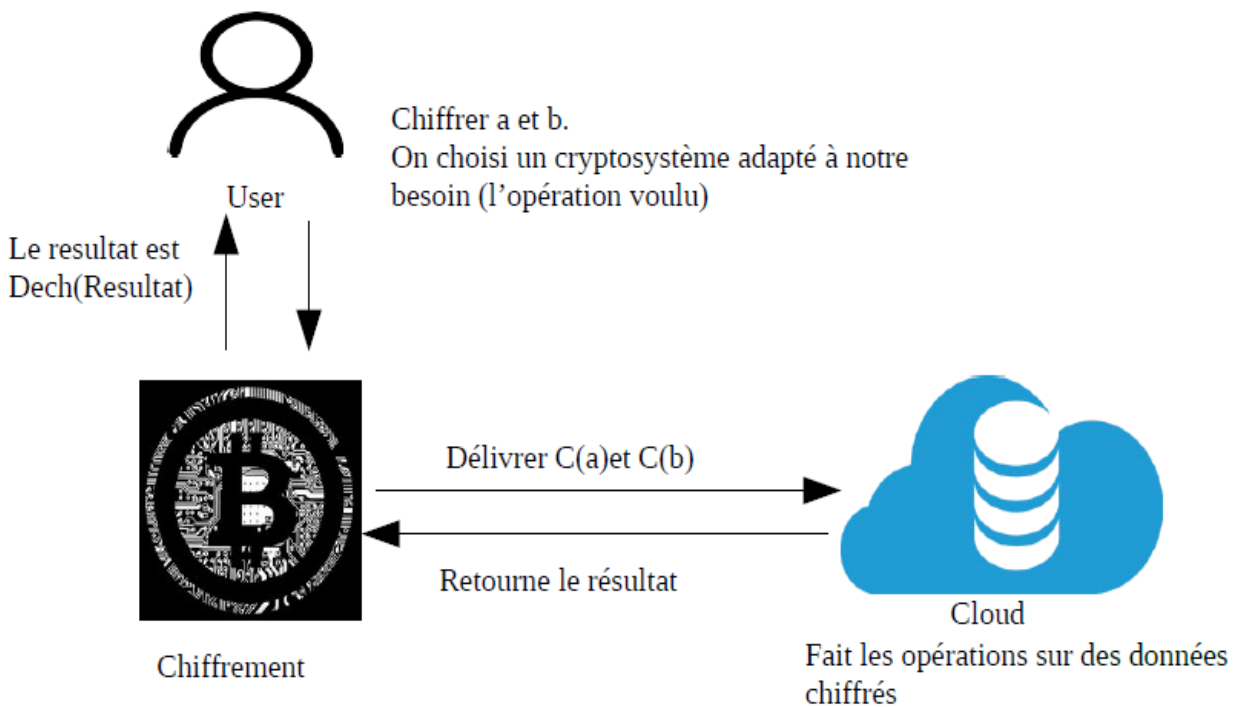 Chiffrer a et b.
On choisi un cryptosystème adapté à notre
besoin (l’opération voulu)
User
Le resultat est
Dech(Resultat)
Délivrer C(a)et C(b)
Retourne le résultat
Chiffrement
Cloud
Fait les opérations sur des données
chiffrés